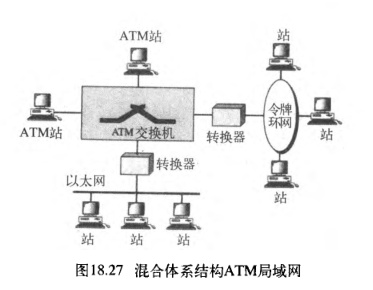 ATM站
站
ATM站
ATM交换机
转换器
令牌
环网
站
转换器
站
以太网
站
站
站
图18.27 混合体系结构ATM局域网